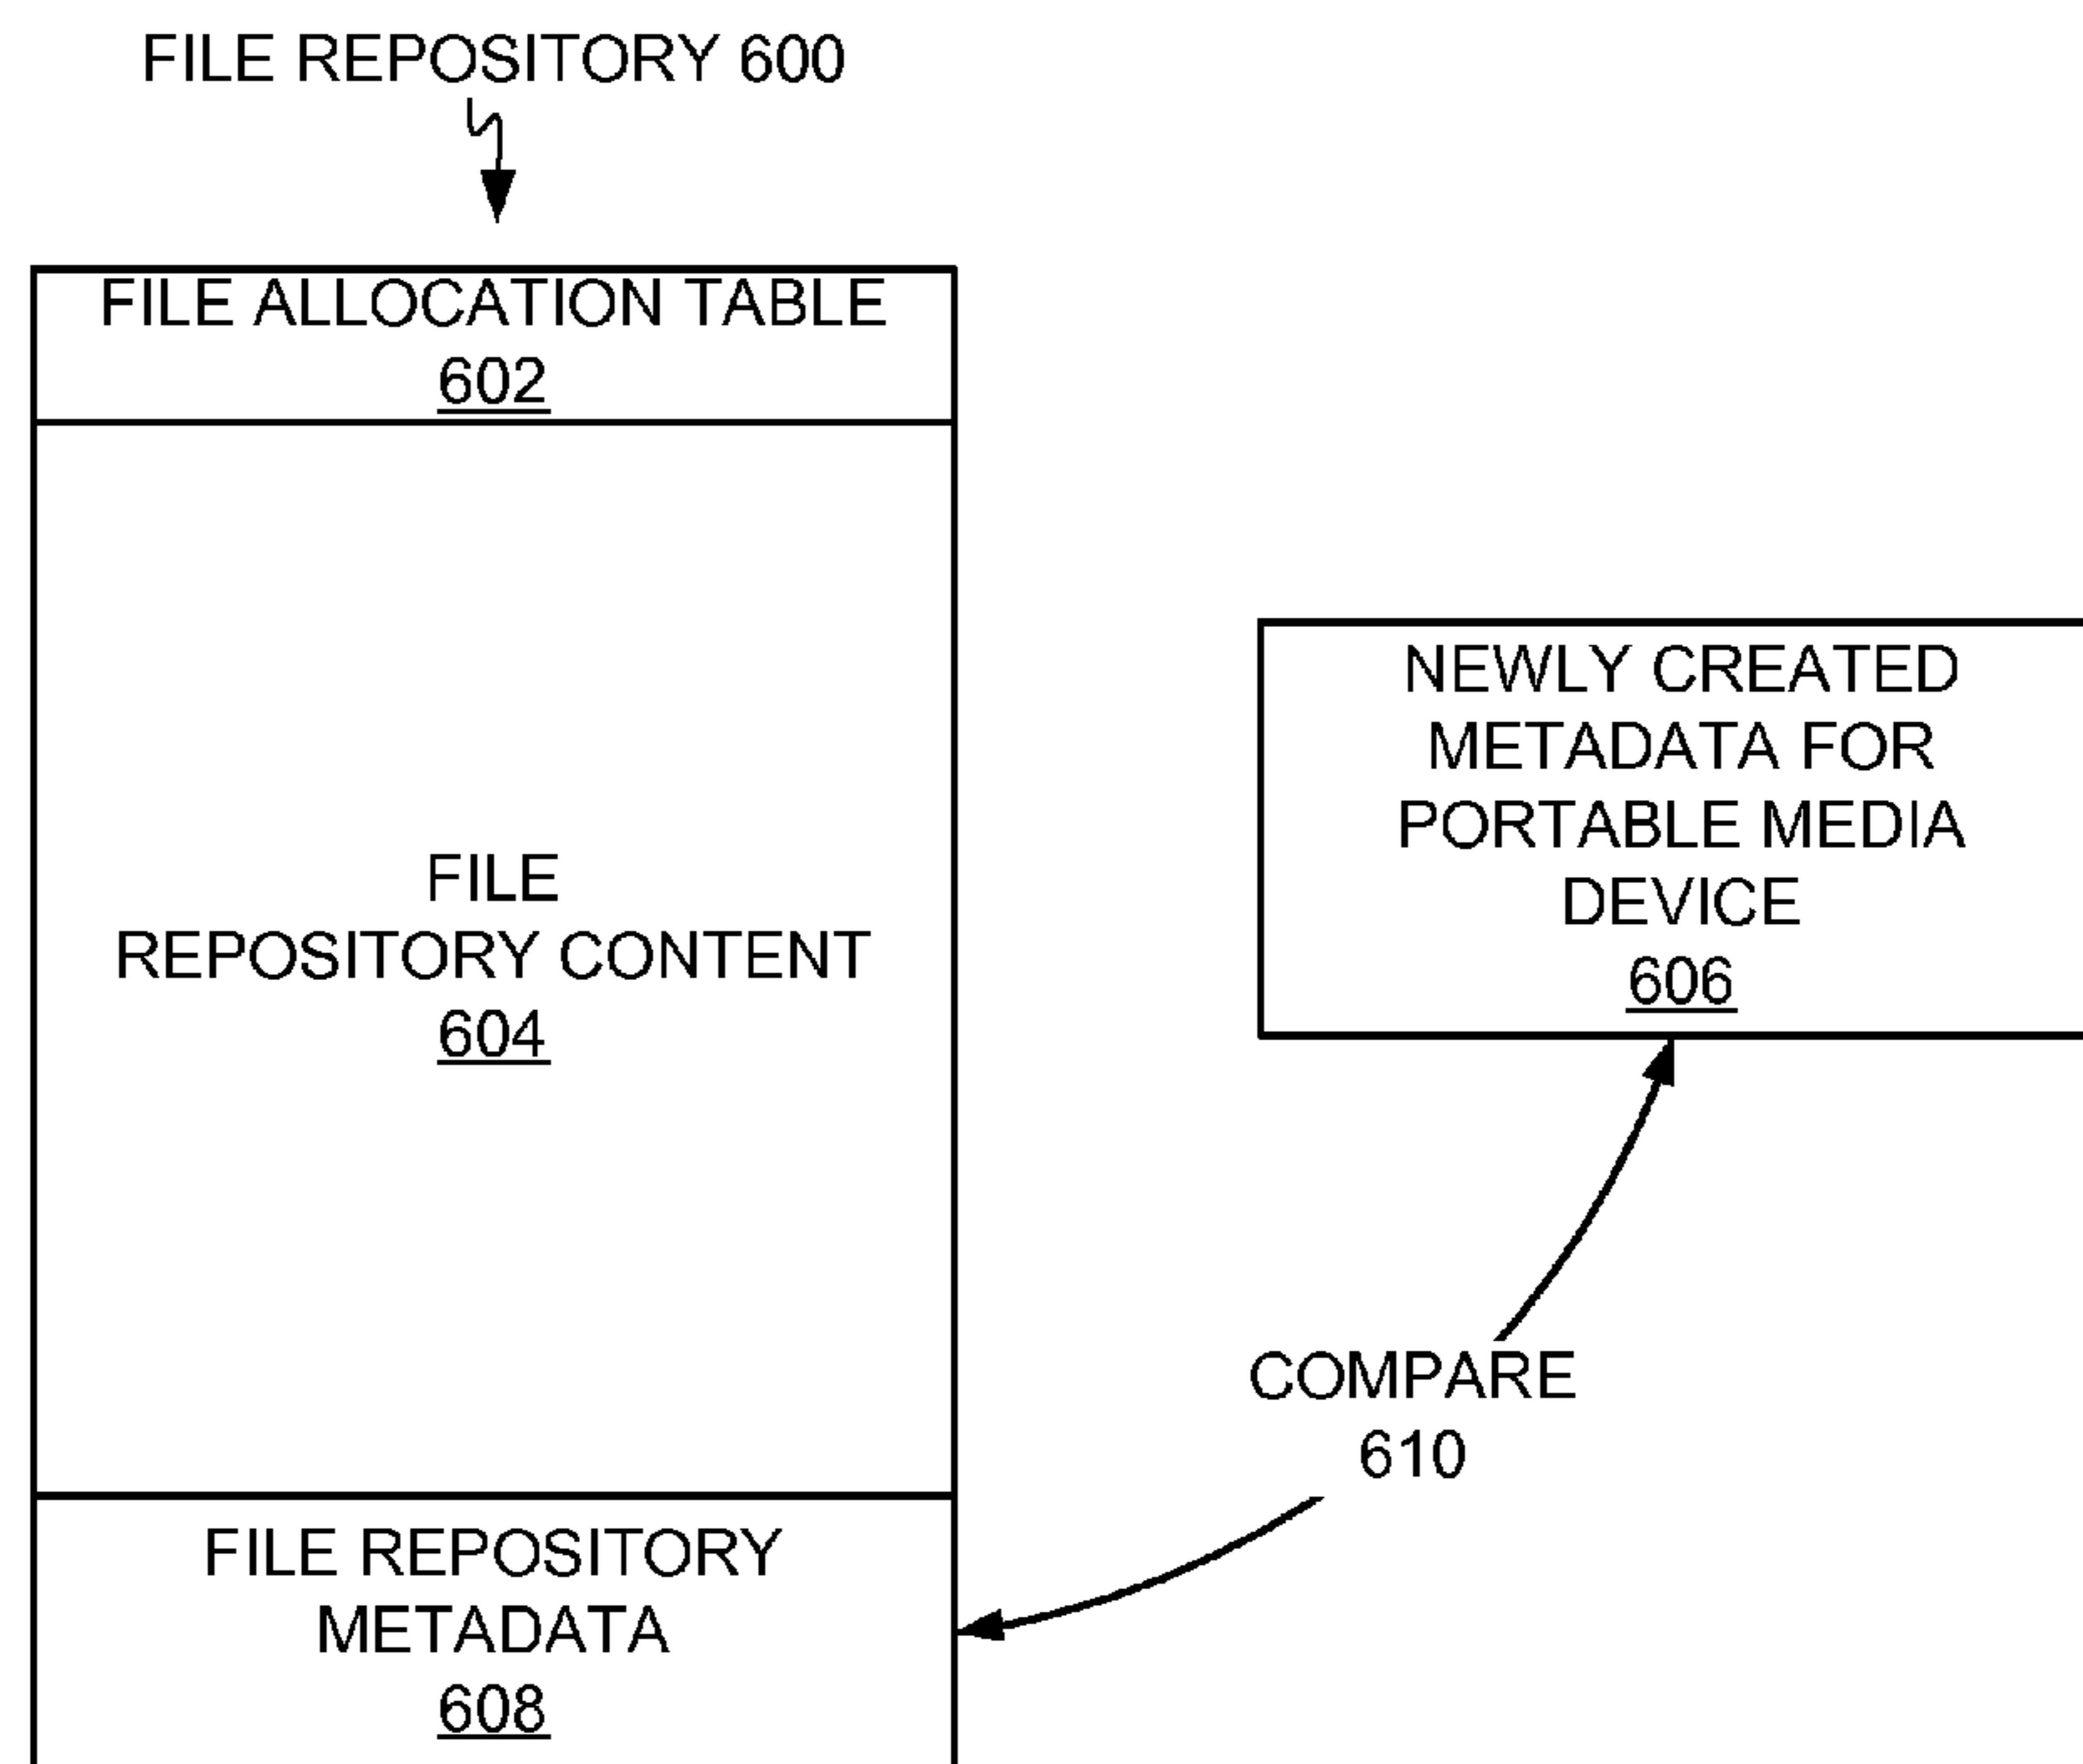 FILE REPOSITORY 600
FILE ALLOCATION TABLE
602
FILE
REPOSITORY CONTENT
604
NEWLY CREATED
METADATA FOR
PORTABLE MEDIA
DEVICE
606
COMPARE
610
FILE REPOSITORY
METADATA
608